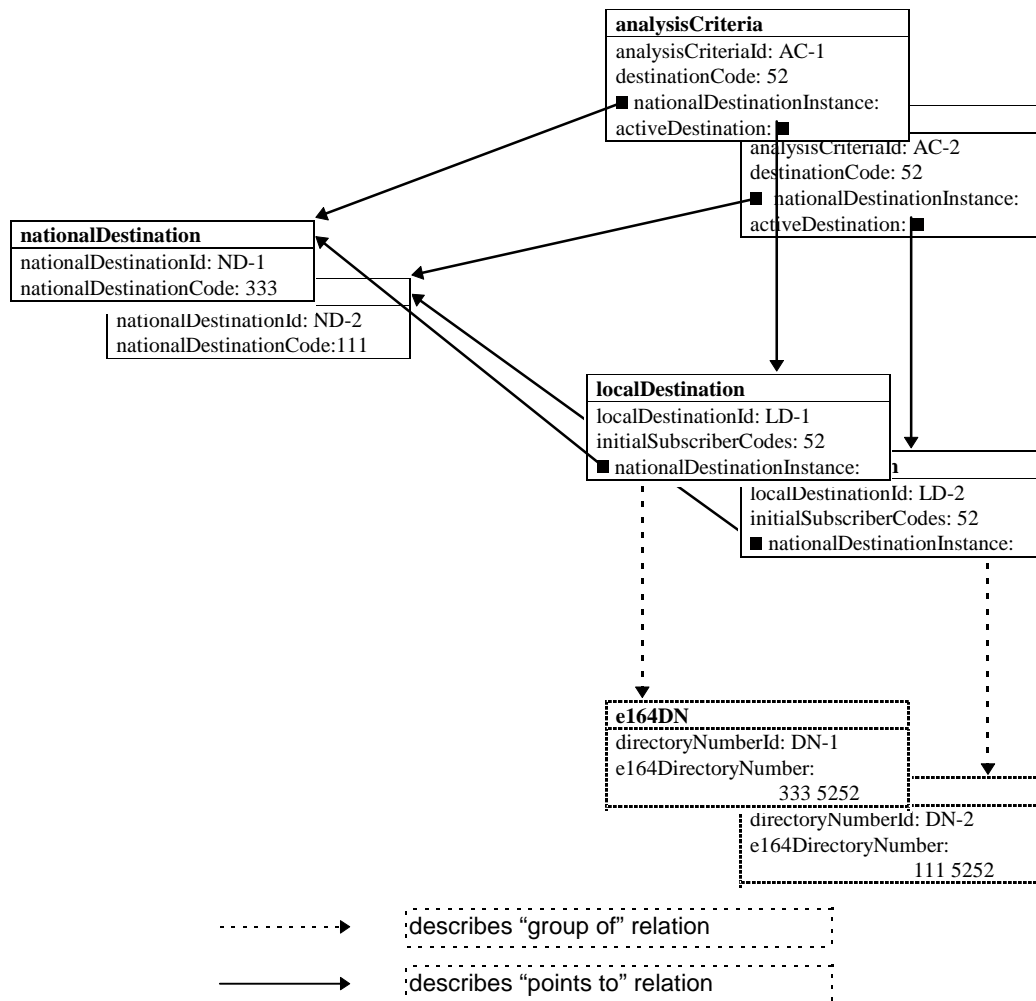 analysisCriteria
analysisCriteriaId: AC-1
destinationCode: 52
nationalDestinationInstance:
activeDestination:
analysisCriteriaId: AC-2
destinationCode: 52
nationalDestinationInstance:
activeDestination:
nationalDestination
nationalDestinationId: ND-1
nationalDestinationCode: 333
nationalDestinationId: ND-2
nationalDestinationCode:111
localDestination
localDestinationId: LD-1
initialSubscriberCodes: 52
nationalDestinationInstance:
localDestinationId: LD-2
initialSubscriberCodes: 52
nationalDestinationInstance:
e164DN
directoryNumberId: DN-1
e164DirectoryNumber:
333 5252
directoryNumberId: DN-2
e164DirectoryNumber:
111 5252
describes “group of” relation
describes “points to” relation